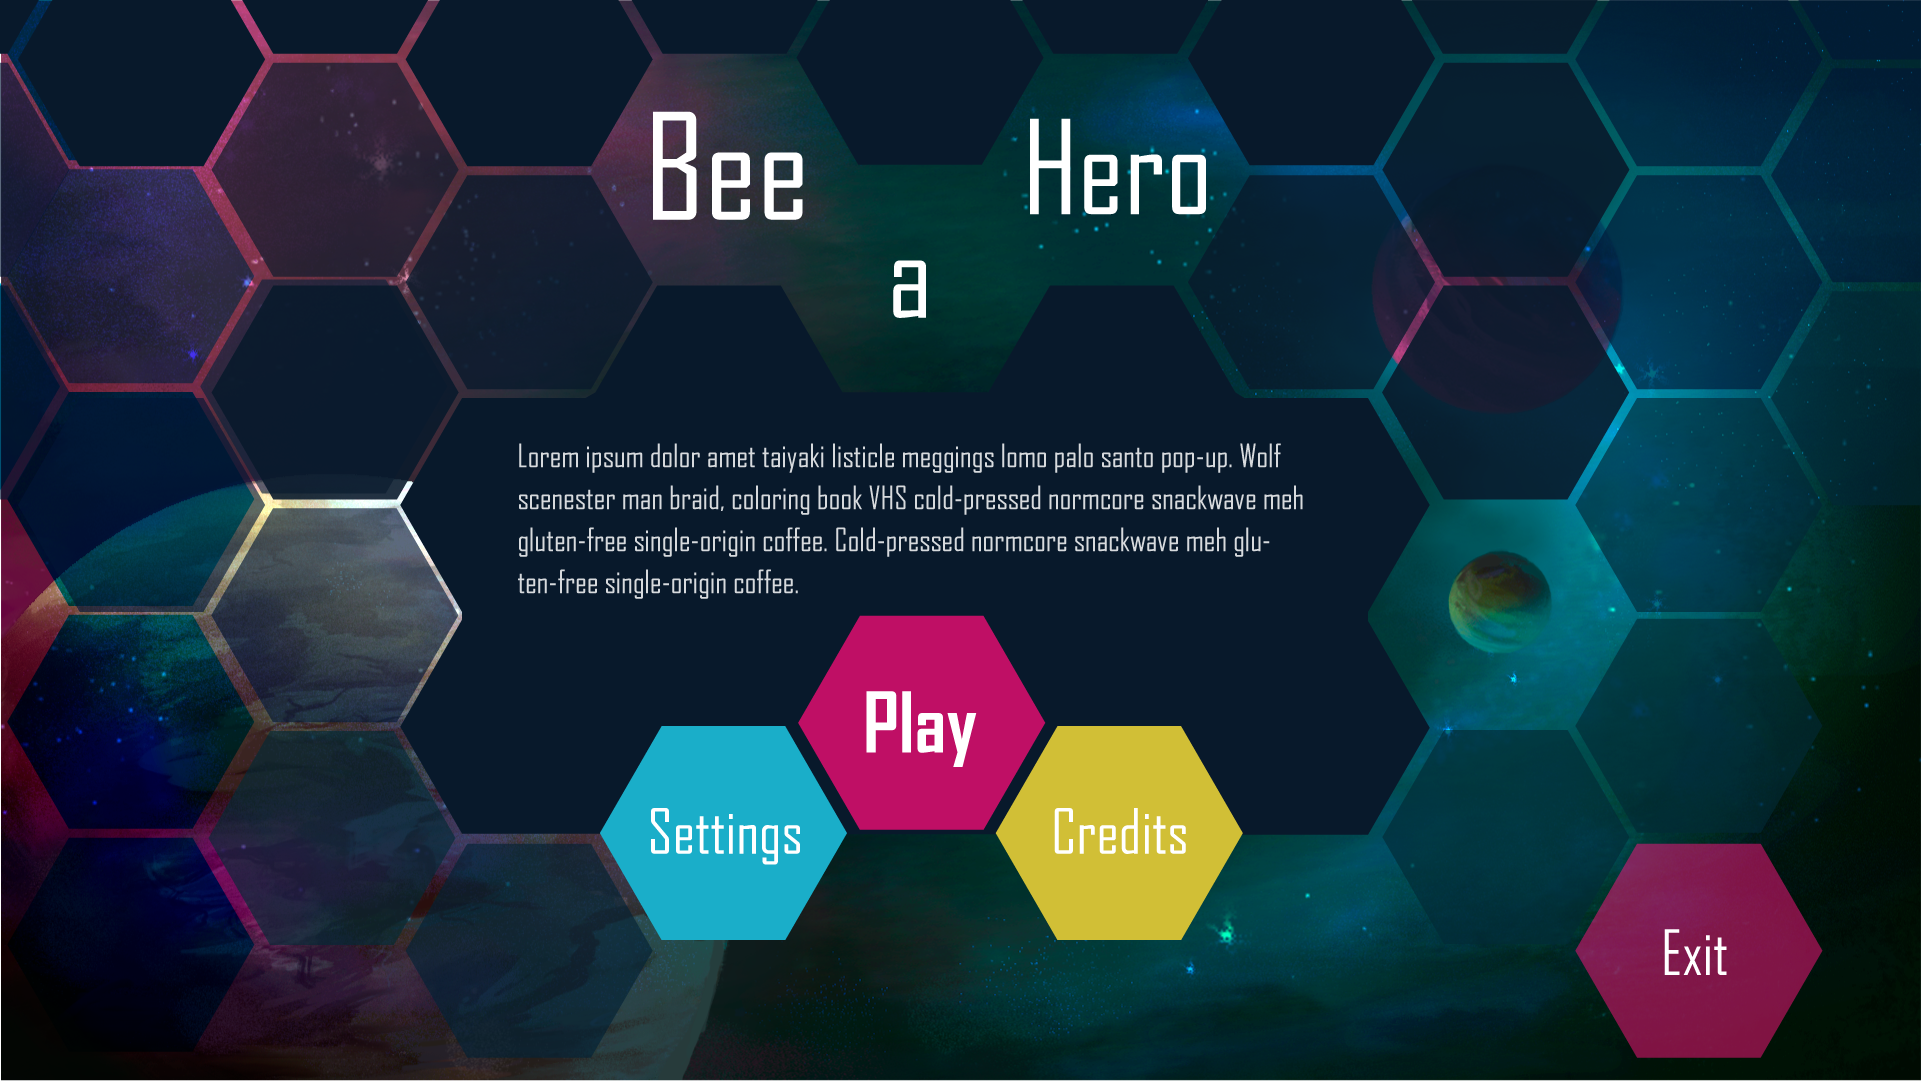 Bee
a
Hero
Lorem ipsum dolor amet taiyaki listicle meggings lomo palo santo pop-up. Wolf
scenester man braid, coloring book VHS cold-pressed normcore snackwave meh
gluten-free single-origin coffee. Cold-pressed normcore snackwave meh glu-
ten-free single-origin coffee.
Play
Settings
Credits
Exit